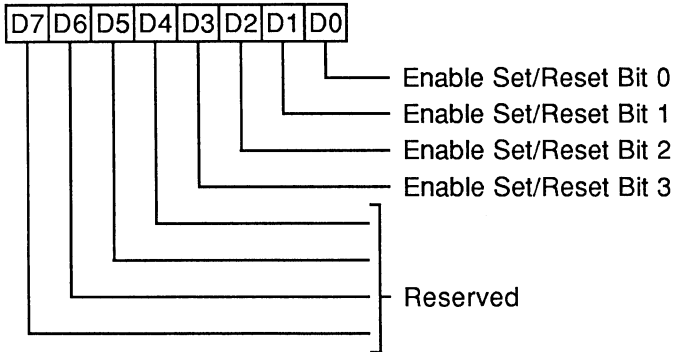 D7 D6 D5 D4 D3 D2 D1 D0
Enable Set/Reset Bit 0
Enable Set/Reset Bit 1
Enable Set/Reset Bit 2
Enable Set/Reset Bit 3
Reserved